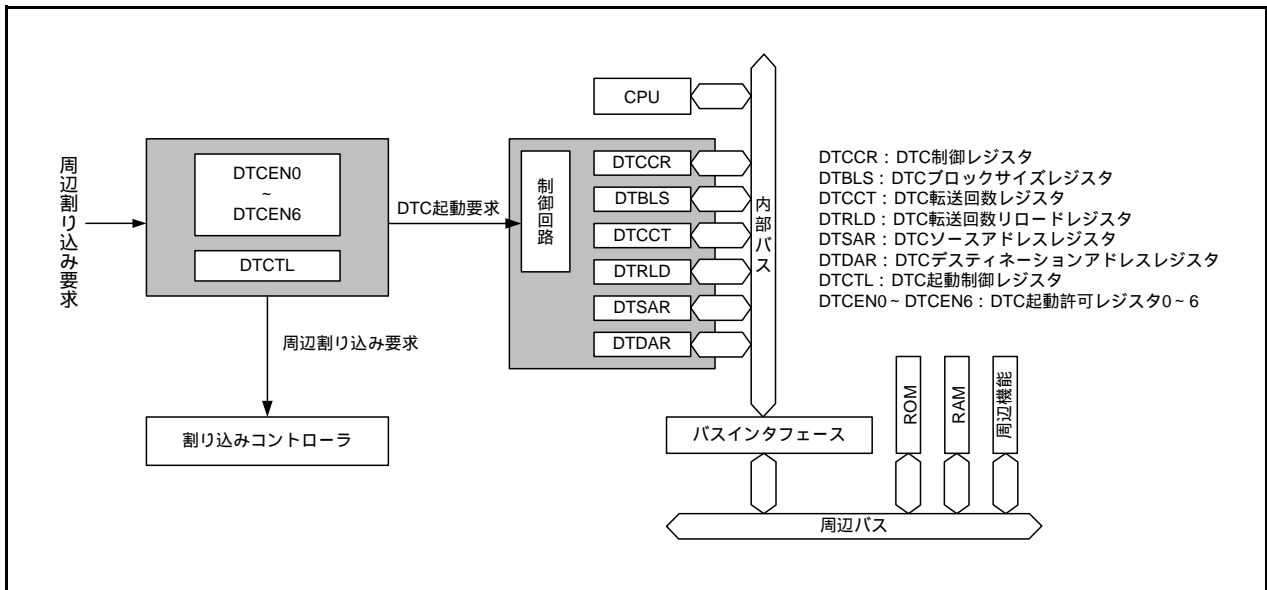 CPU
周辺割り込み要求
DTCEN0
~
DTCEN6
DTCTL
DTC起動要求
制御回路
DTCCR
DTBLS
DTCCT
DTRLD
DTSAR
DTDAR
内部バス
DTCCR：DTC制御レジスタ
DTBLS：DTCブロックサイズレジスタ
DTCCT：DTC転送回数レジスタ
DTRLD：DTC転送回数リロードレジスタ
DTSAR：DTCソースアドレスレジスタ
DTDAR：DTCデスティネーションアドレスレジスタ
DTCTL：DTC起動制御レジスタ
DTCEN0~DTCEN6：DTC起動許可レジスタ0~6
周辺割り込み要求
割り込みコントローラ
バスインタフェース
ROM
RAM
周辺機能
周辺バス